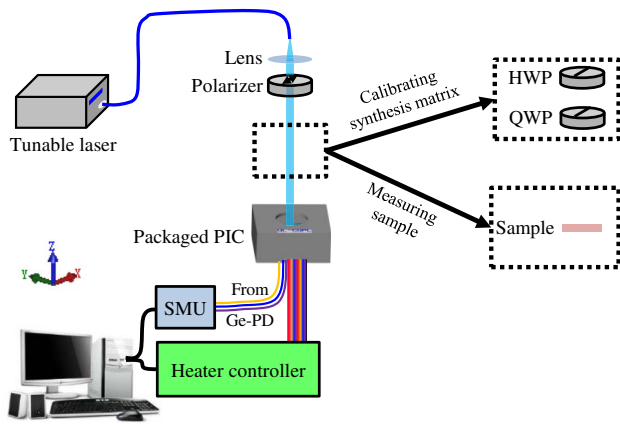 Lens
Polarizer
Tunable laser
Calibrating
synthesis matrix
HWP
QWP
Measuring
sample
Sample
Packaged PIC
Z
Y
X
From
SMU
Ge-PD
Heater controller